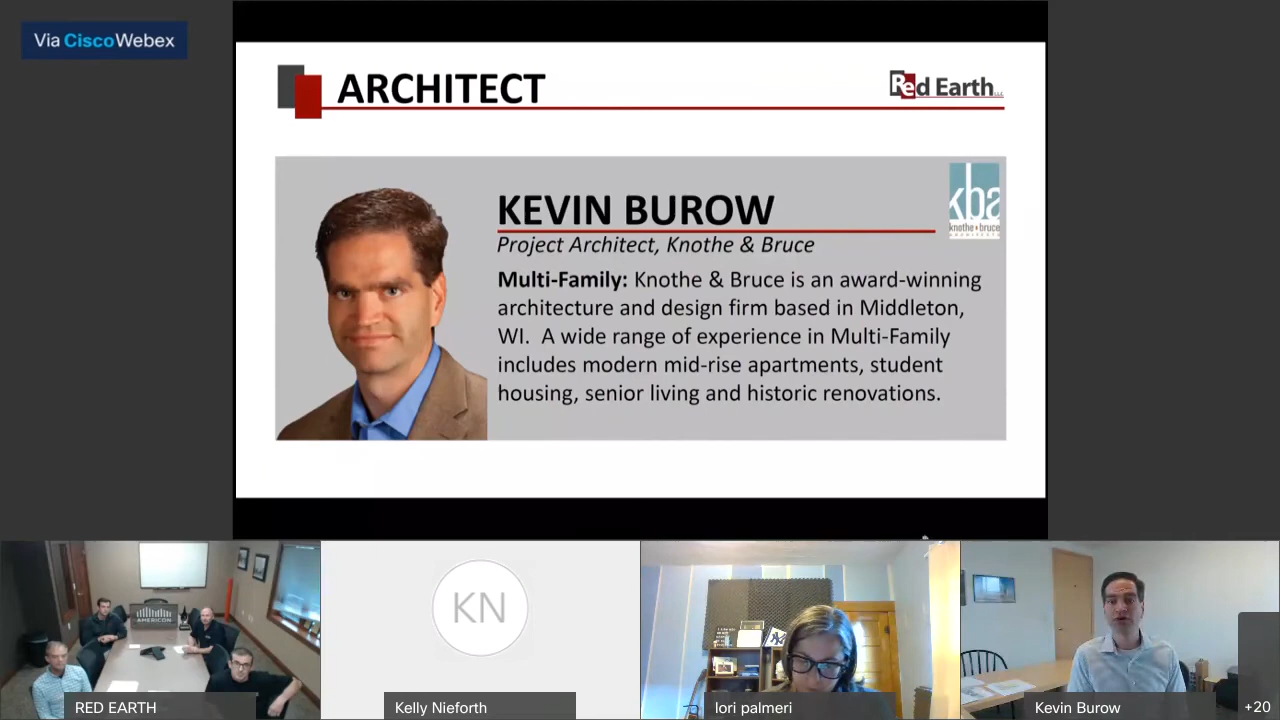 Via Cisco Webex
ARCHITECT
Red Earth LLC
KEVIN BUROW
kba
knothe • bruce
ARCHITECTS
Project Architect, Knothe & Bruce
Multi-Family: Knothe & Bruce is an award-winning
architecture and design firm based in Middleton,
WI. A wide range of experience in Multi-Family
includes modern mid-rise apartments, student
housing, senior living and historic renovations.
AMERICON
KN
RED EARTH
Kelly Nieforth
lori palmeri
Kevin Burow
+20